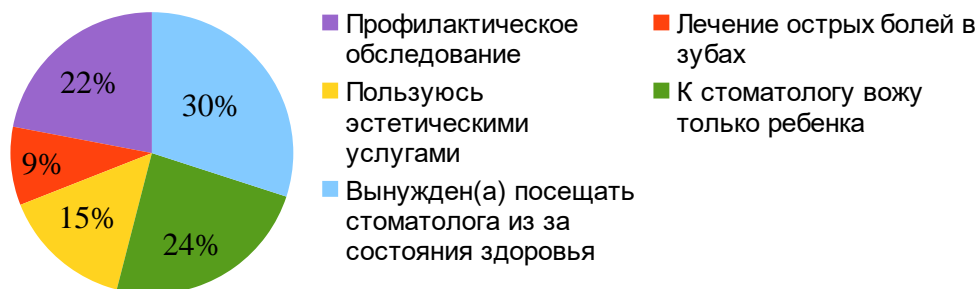 22%
30%
9%
15%
24%
Профилактическое
обследование
Лечение острых болей в
зубах
Пользуюсь
эстетическими
услугами
К стоматологу вожу
только ребенка
Вынужден(а) посещать
стоматолога из за
состояния здоровья